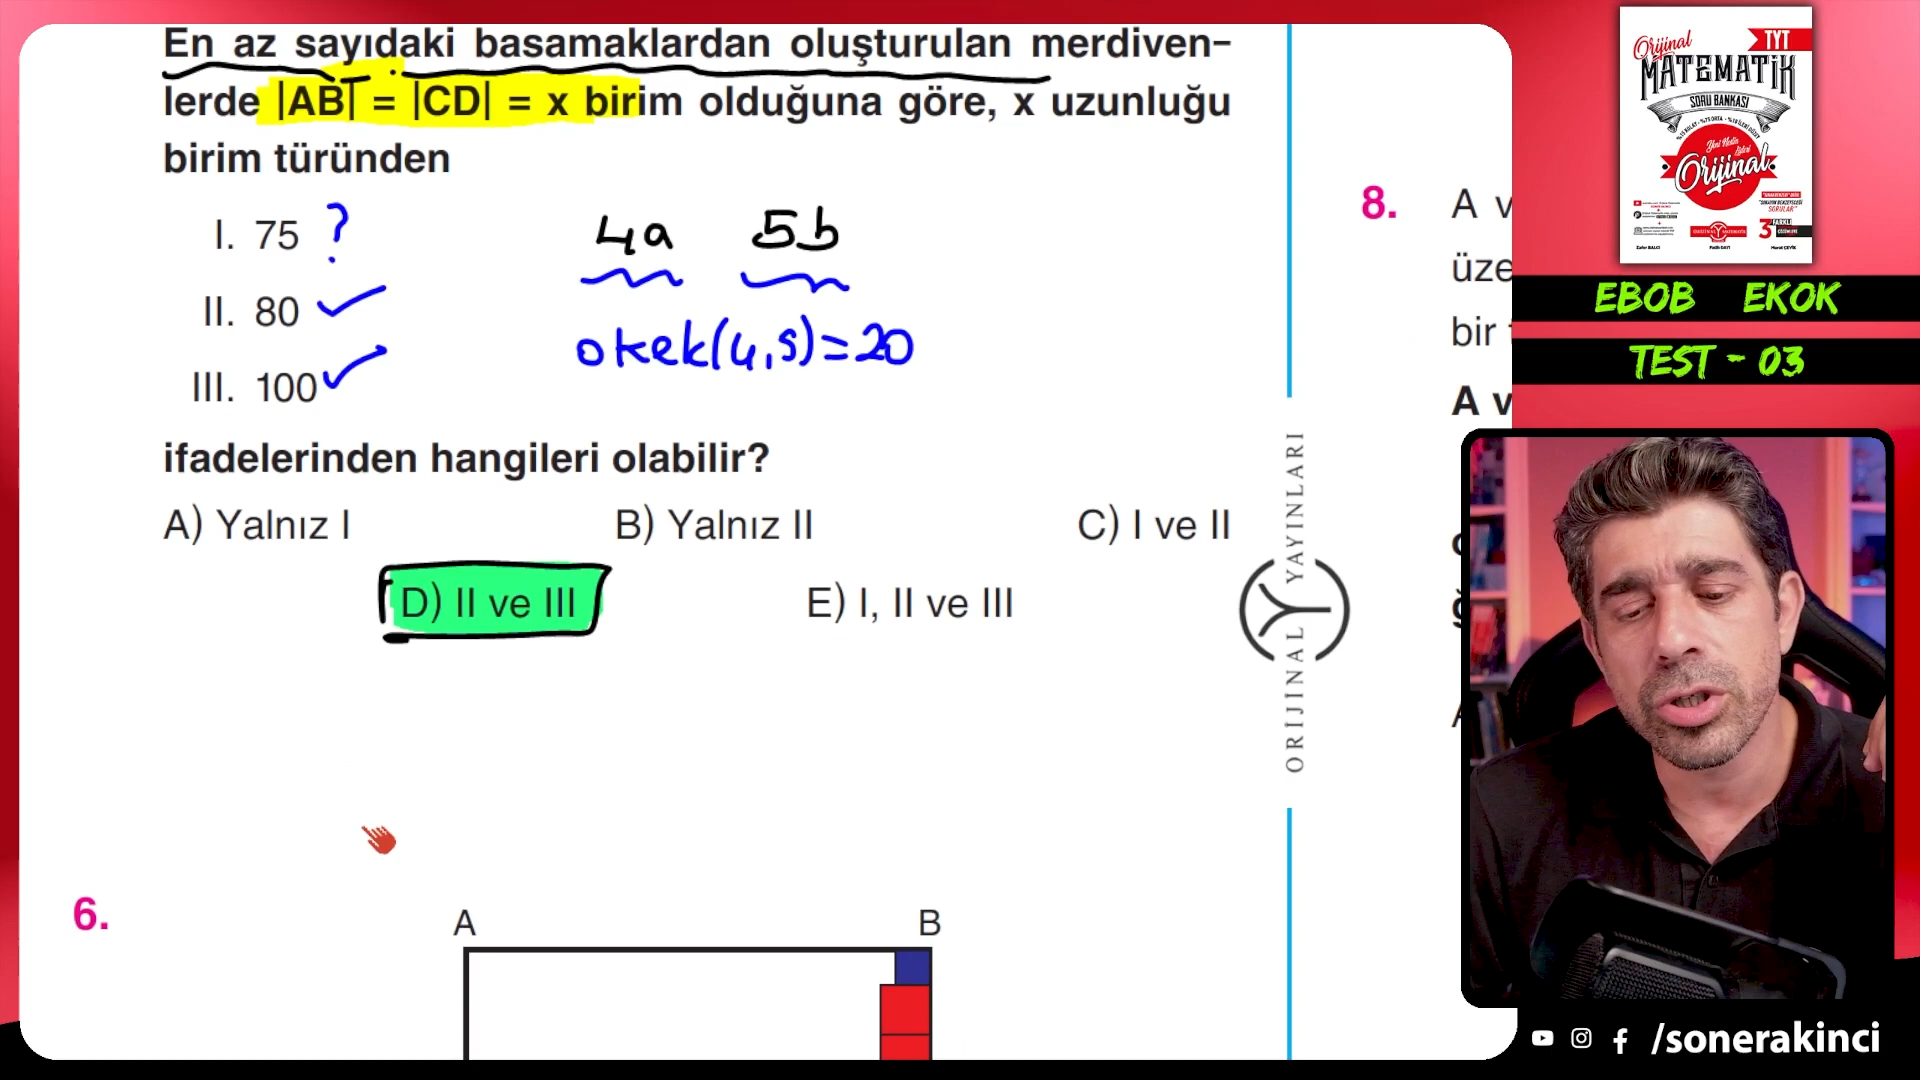 En az sayıdaki basamaklardan oluşturulan merdiven-
lerde |AB| = |CD| = x birim olduğuna göre, x uzunluğu
birim türünden
I. 75 ?
II. 80
III. 100
4a 5b
okek(4,5)=20
ifadelerinden hangileri olabilir?
A) Yalnız I B) Yalnız II C) I ve II
D) II ve III E) I, II ve III
6.
A B
ORİJİNAL YAYINLARI
8. A v
üze
bir
A v
Orijinal
TYT
MATEMATİK
SORU BANKASI
Orijinal
EBOB EKOK
TEST - 03
/sonerakinci